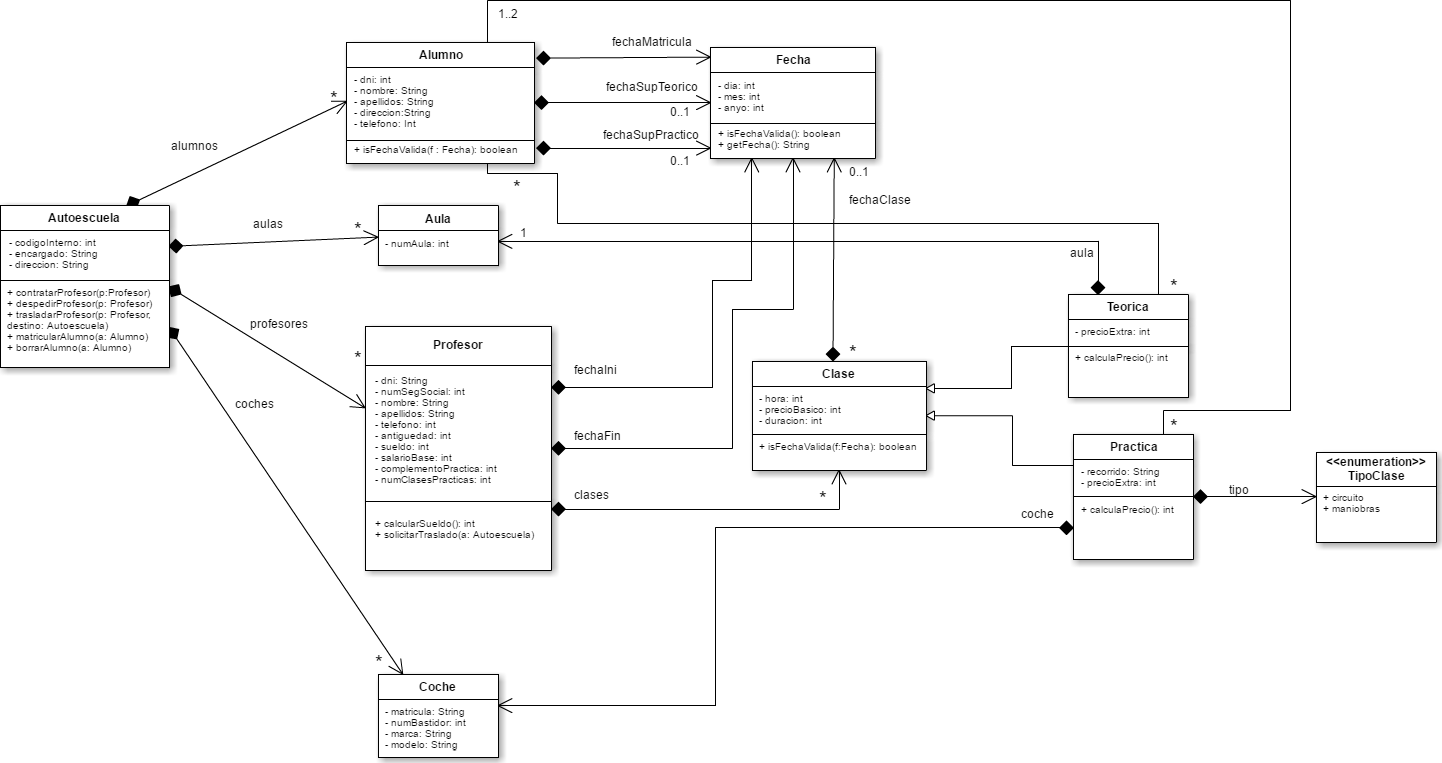 1..2
Alumno
- dni: int
- nombre: String
- apellidos: String
- direccion:String
- telefono: Int
+ isFechaValida(f : Fecha): boolean
fechaMatricula
fechaSupTeorico
0..1
fechaSupPractico
0..1
Fecha
- dia: int
- mes: int
- anyo: int
+ isFechaValida(): boolean
+ getFecha(): String
*
alumnos
*
0..1
fechaClase
Autoescuela
- codigoInterno: int
- encargado: String
- direccion: String
+ contratarProfesor(p:Profesor)
+ despedirProfesor(p: Profesor)
+ trasladarProfesor(p: Profesor,
destino: Autoescuela)
+ matricularAlumno(a: Alumno)
+ borrarAlumno(a: Alumno)
aulas
*
Aula
- numAula: int
1
aula
*
Teorica
- precioExtra: int
+ calculaPrecio(): int
profesores
*
Profesor
- dni: String
- numSegSocial: int
- nombre: String
- apellidos: String
- telefono: int
- antiguedad: int
- sueldo: int
- salarioBase: int
- complementoPractica: int
- numClasesPracticas: int
+ calcularSueldo(): int
+ solicitarTraslado(a: Autoescuela)
fechaIni
fechaFin
clases
*
*
Clase
- hora: int
- precioBasico: int
- duracion: int
+ isFechaValida(f:Fecha): boolean
*
Practica
- recorrido: String
- precioExtra: int
+ calculaPrecio(): int
tipo
<<enumeration>>
TipoClase
+ circuito
+ maniobras
coche
coches
*
Coche
- matricula: String
- numBastidor: int
- marca: String
- modelo: String